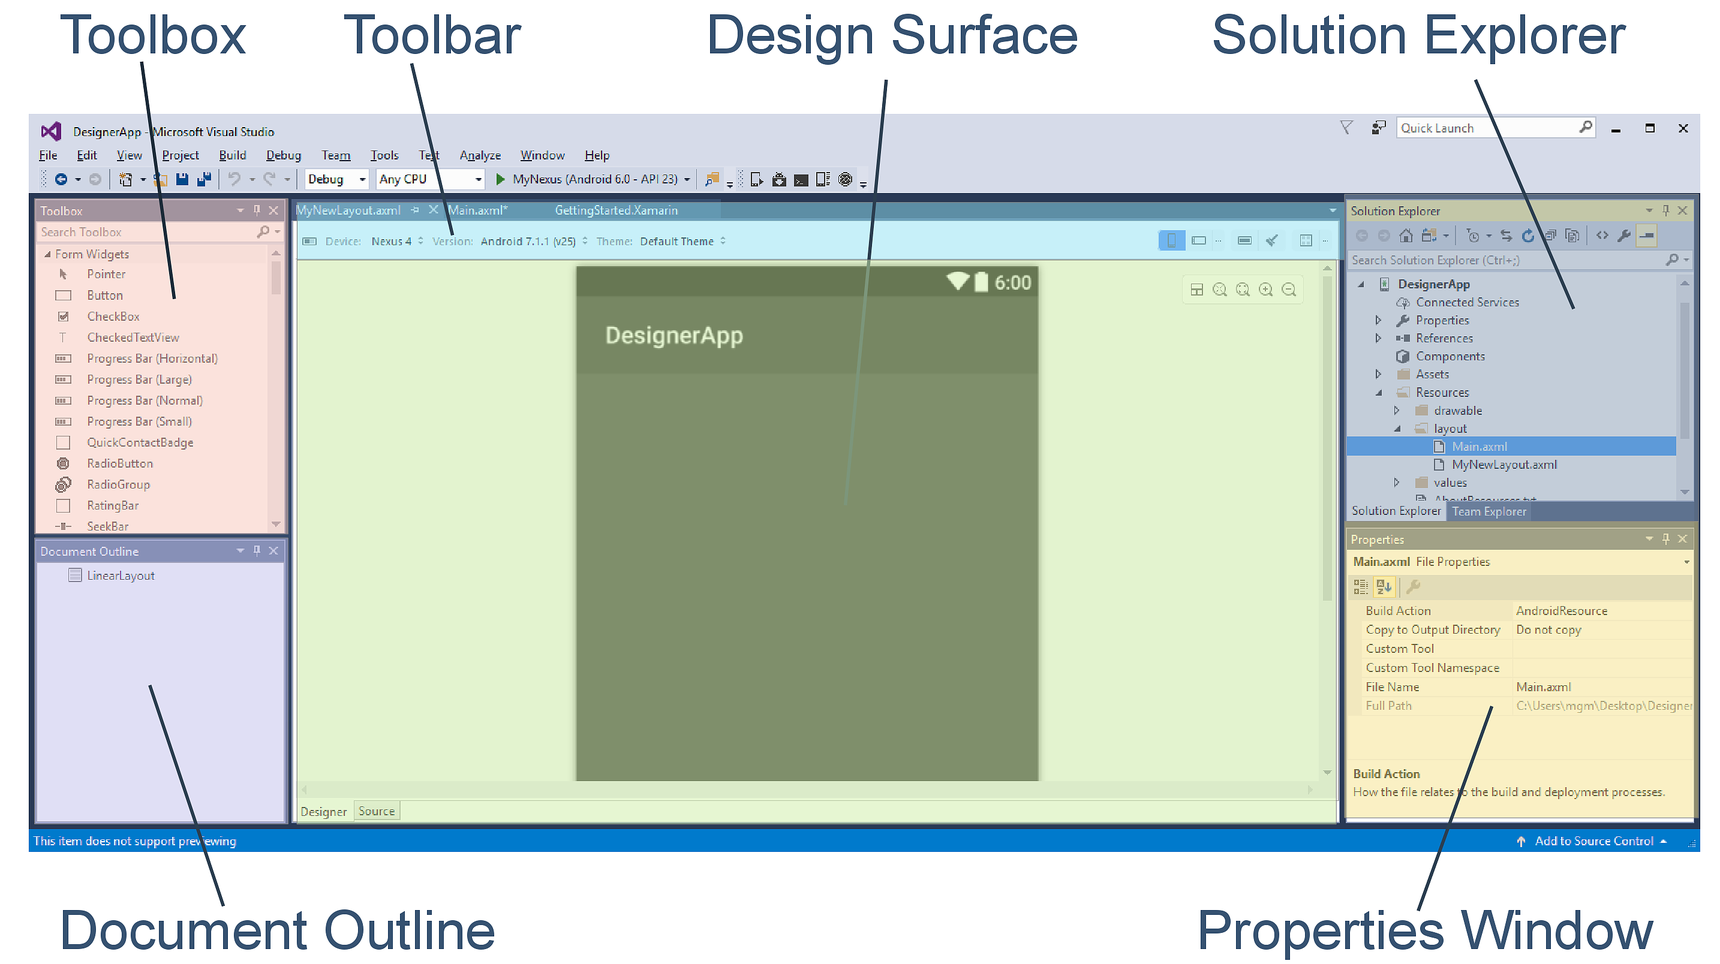 Toolbox Toolbar Design Surface Solution Explorer
DesignerApp - Microsoft Visual Studio
Quick Launch
File Edit View Project Build Debug Team Tools Test Analyze Window Help
Debug Any CPU MyNexus (Android 6.0 - API 23)
Toolbox
Search Toolbox
Form Widgets
Pointer
Button
CheckBox
CheckedTextView
Progress Bar (Horizontal)
Progress Bar (Large)
Progress Bar (Normal)
Progress Bar (Small)
QuickContactBadge
RadioButton
RadioGroup
RatingBar
SeekBar
Document Outline
LinearLayout
MyNewLayout.axml Main.axml* GettingStarted.Xamarin
Device: Nexus 4 Version: Android 7.1.1 (v25) Theme: Default Theme
6:00
DesignerApp
Designer Source
Solution Explorer
Search Solution Explorer (Ctrl+;)
DesignerApp
Connected Services
Properties
References
Components
Assets
Resources
drawable
layout
Main.axml
MyNewLayout.axml
values
AboutResources.txt
Solution Explorer Team Explorer
Properties
Main.axml File Properties
Build Action AndroidResource
Copy to Output Directory Do not copy
Custom Tool
Custom Tool Namespace
File Name Main.axml
Full Path C:\Users\mgm\Desktop\Designer
Build Action
How the file relates to the build and deployment processes.
This item does not support previewing
Add to Source Control
Document Outline Properties Window